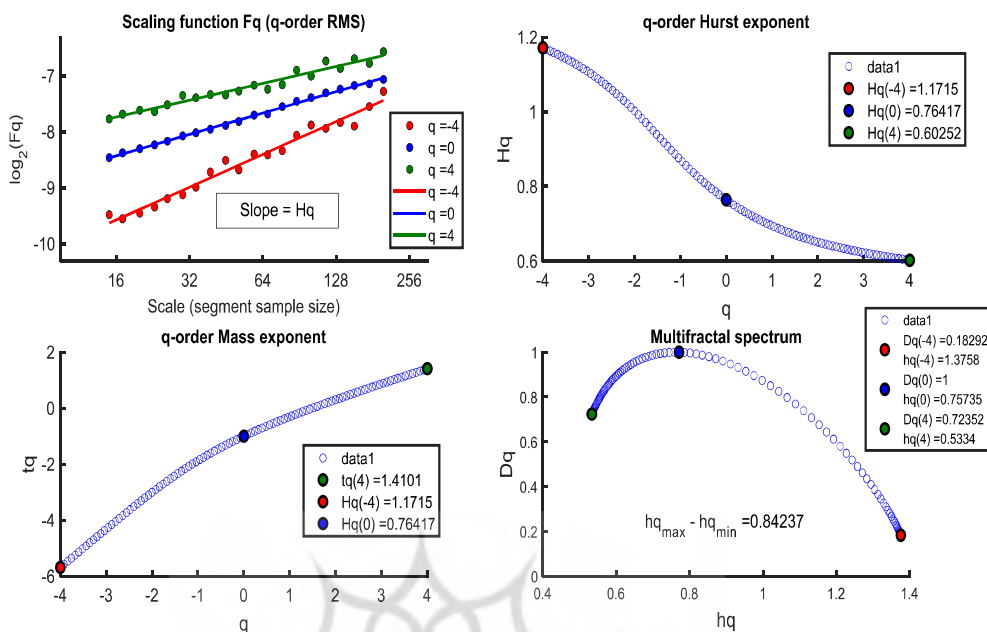 Scaling function Fq (q-order RMS)
log2(Fq)
-7
-8
-9
-10
16
32
64
128
256
Scale (segment sample size)
Slope = Hq
q =-4
q =0
q =4
q =-4
q =0
q =4
q-order Hurst exponent
Hq
1.2
1
0.8
0.6
-4
-3
-2
-1
0
1
2
3
4
q
data1
Hq(-4) =1.1715
Hq(0) =0.76417
Hq(4) =0.60252
q-order Mass exponent
tq
2
0
-2
-4
-6
-4
-3
-2
-1
0
1
2
3
4
q
data1
tq(4) =1.4101
Hq(-4) =1.1715
Hq(0) =0.76417
Multifractal spectrum
Dq
1
0.8
0.6
0.4
0.2
0
0.4
0.6
0.8
1
1.2
1.4
hq
hqmax - hqmin =0.84237
data1
Dq(-4) =0.18292
hq(-4) =1.3758
Dq(0) =1
hq(0) =0.75735
Dq(4) =0.72352
hq(4) =0.5334